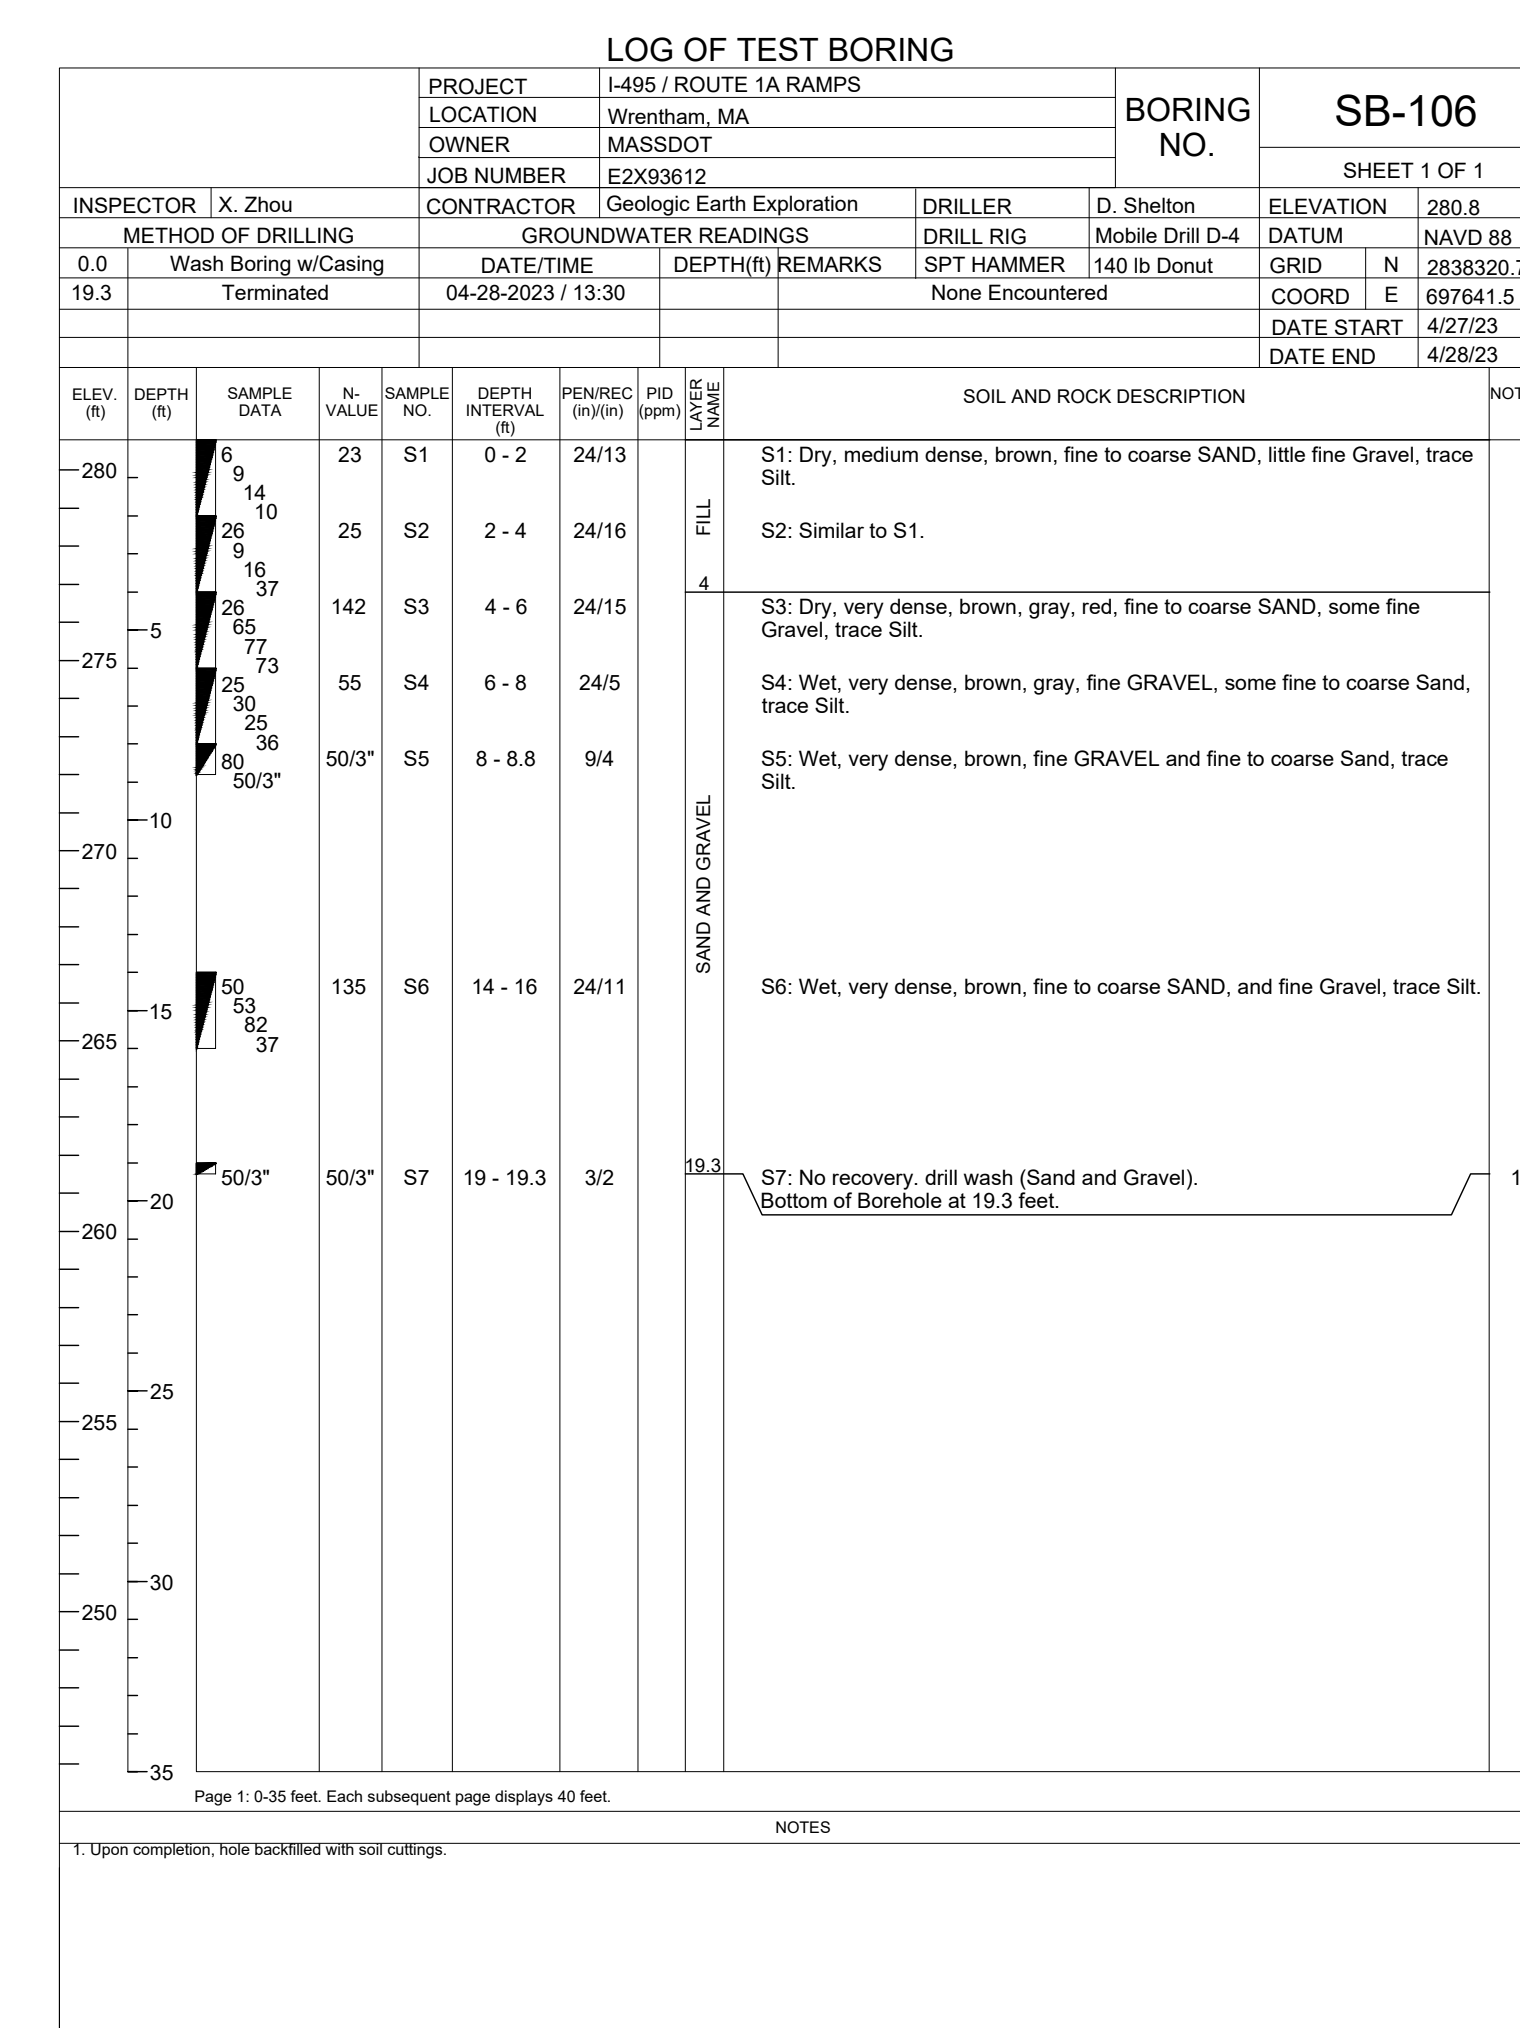 LOG OF TEST BORING
PROJECT I-495 / ROUTE 1A RAMPS
LOCATION Wrentham, MA
OWNER MASSDOT
JOB NUMBER E2X93612
BORING
NO.
SB-106
SHEET 1 OF 1
INSPECTOR X. Zhou CONTRACTOR Geologic Earth Exploration DRILLER D. Shelton ELEVATION 280.8
METHOD OF DRILLING GROUNDWATER READINGS DRILL RIG Mobile Drill D-4 DATUM NAVD 88
0.0 Wash Boring w/Casing DATE/TIME DEPTH(ft) REMARKS SPT HAMMER 140 lb Donut GRID N 2838320.7
19.3 Terminated 04-28-2023 / 13:30 None Encountered COORD E 697641.5
DATE START 4/27/23
DATE END 4/28/23
ELEV.
(ft)
DEPTH
(ft)
SAMPLE
DATA
N-
VALUE
SAMPLE
NO.
DEPTH
INTERVAL
(ft)
PEN/REC
(in)/(in)
PID
(ppm)
LAYER
NAME
SOIL AND ROCK DESCRIPTION
NOT
6 23 S1 0 - 2 24/13 S1: Dry, medium dense, brown, fine to coarse SAND, little fine Gravel, trace
Silt.
280
9
14
10
FILL
26 25 S2 2 - 4 24/16 S2: Similar to S1.
9
16
37
4
26 142 S3 4 - 6 24/15 S3: Dry, very dense, brown, gray, red, fine to coarse SAND, some fine
Gravel, trace Silt.
5
65
77
73
275
25 55 S4 6 - 8 24/5 S4: Wet, very dense, brown, gray, fine GRAVEL, some fine to coarse Sand,
trace Silt.
30
25
36
80 50/3" S5 8 - 8.8 9/4 S5: Wet, very dense, brown, fine GRAVEL and fine to coarse Sand, trace
Silt.
50/3"
10
270
SAND AND GRAVEL
50 135 S6 14 - 16 24/11 S6: Wet, very dense, brown, fine to coarse SAND, and fine Gravel, trace Silt.
53
15
82
37
265
19.3
50/3" 50/3" S7 19 - 19.3 3/2 S7: No recovery. drill wash (Sand and Gravel). 1
Bottom of Borehole at 19.3 feet.
20
260
25
255
30
250
35
Page 1: 0-35 feet. Each subsequent page displays 40 feet.
NOTES
1. Upon completion, hole backfilled with soil cuttings.